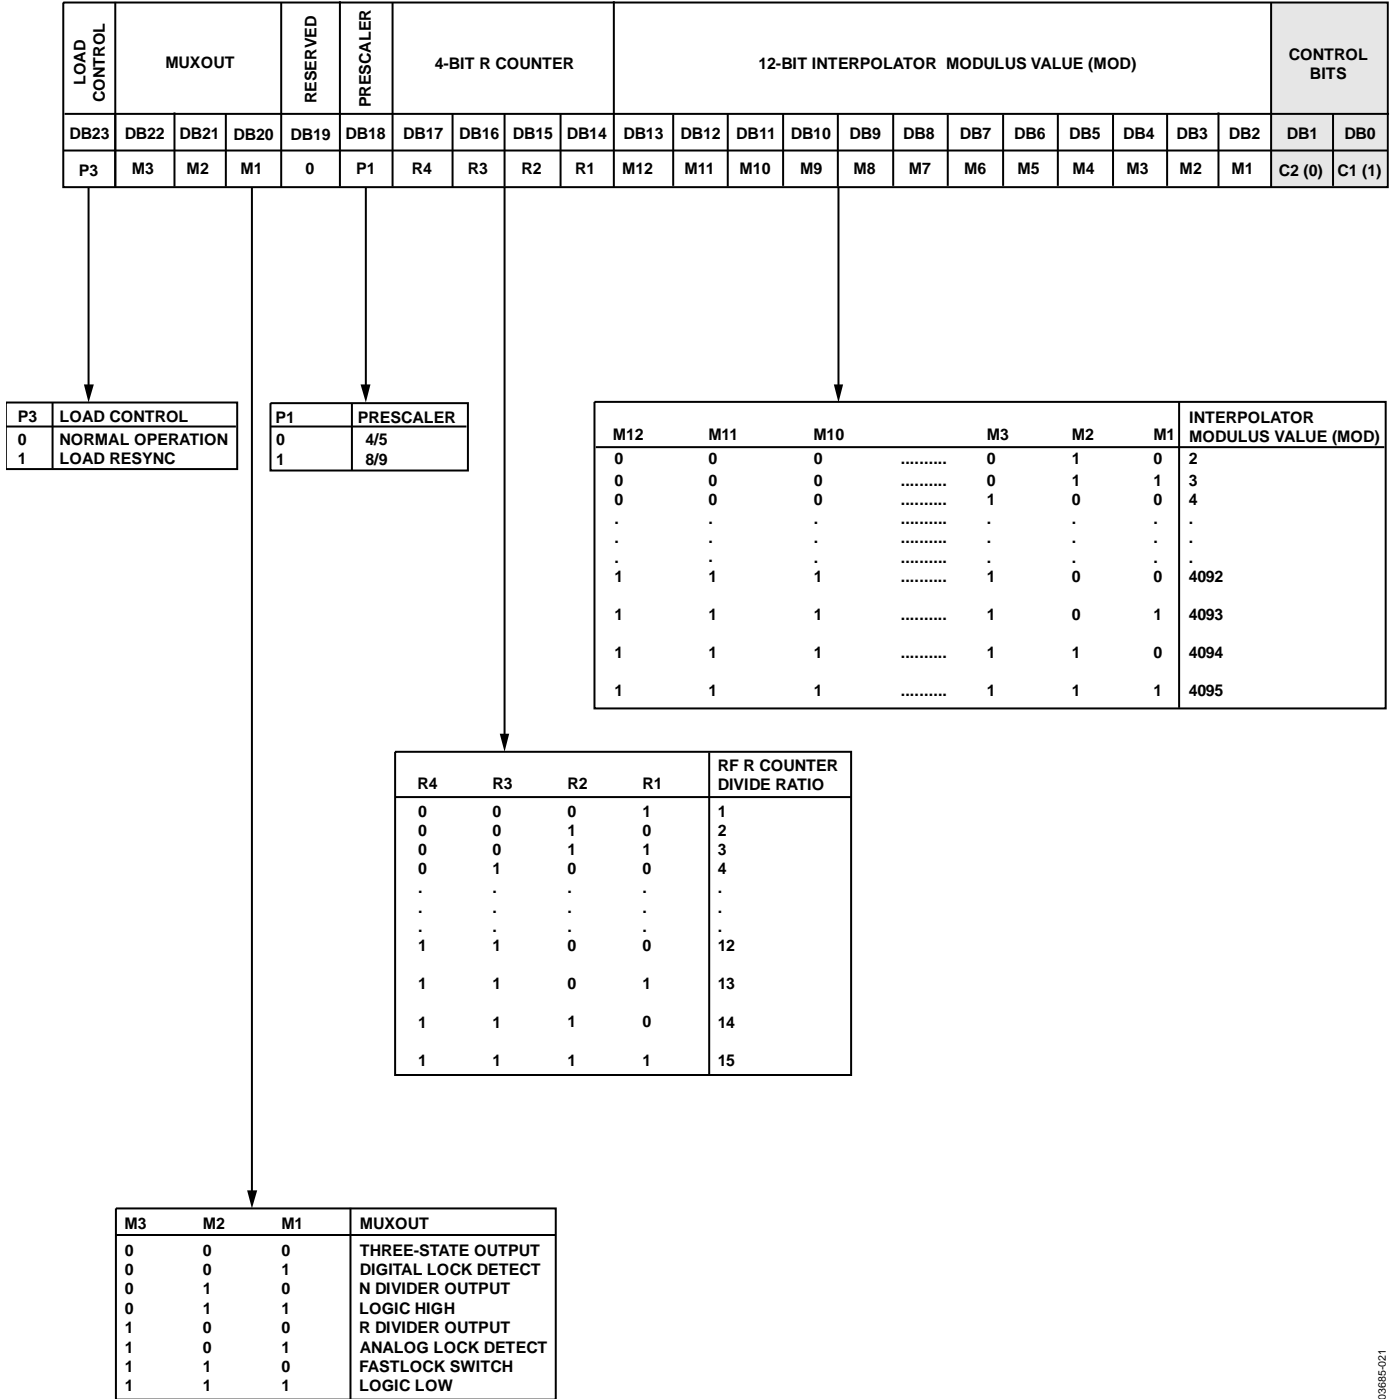 LOAD CONTROL MUXOUT RESERVED PRESCALER 4-BIT R COUNTER 12-BIT INTERPOLATOR MODULUS VALUE (MOD) CONTROL BITS
DB23 DB22 DB21 DB20 DB19 DB18 DB17 DB16 DB15 DB14 DB13 DB12 DB11 DB10 DB9 DB8 DB7 DB6 DB5 DB4 DB3 DB2 DB1 DB0
P3 M3 M2 M1 0 P1 R4 R3 R2 R1 M12 M11 M10 M9 M8 M7 M6 M5 M4 M3 M2 M1 C2 (0) C1 (1)
P3 LOAD CONTROL
0 NORMAL OPERATION
1 LOAD RESYNC
P1 PRESCALER
0 4/5
1 8/9
M12 M11 M10 M3 M2 M1 INTERPOLATOR MODULUS VALUE (MOD)
0 0 0 .......... 0 1 0 2
0 0 0 .......... 0 1 1 3
0 0 0 .......... 1 0 0 4
. . . .......... . . . .
. . . .......... . . . .
. . . .......... . . . .
1 1 1 .......... 1 0 0 4092
1 1 1 .......... 1 0 1 4093
1 1 1 .......... 1 1 0 4094
1 1 1 .......... 1 1 1 4095
R4 R3 R2 R1 RF R COUNTER DIVIDE RATIO
0 0 0 1 1
0 0 1 0 2
0 0 1 1 3
0 1 0 0 4
. . . . .
. . . . .
. . . . .
1 1 0 0 12
1 1 0 1 13
1 1 1 0 14
1 1 1 1 15
M3 M2 M1 MUXOUT
0 0 0 THREE-STATE OUTPUT
0 0 1 DIGITAL LOCK DETECT
0 1 0 N DIVIDER OUTPUT
0 1 1 LOGIC HIGH
1 0 0 R DIVIDER OUTPUT
1 0 1 ANALOG LOCK DETECT
1 1 0 FASTLOCK SWITCH
1 1 1 LOGIC LOW
03685-021